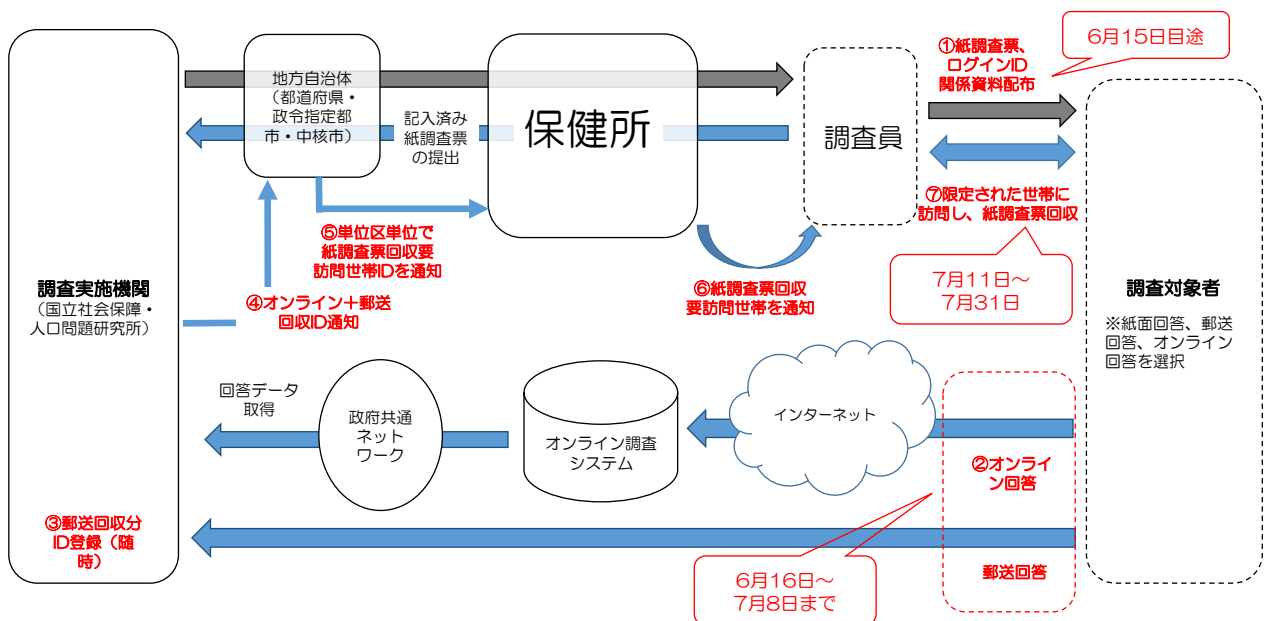 地方自治体
（都道府県・
政令指定都
市・中核市）
記入済み
紙調査票
の提出
保健所
調査員
①紙調査票、
ログインID
関係資料配布
6月15日目途
⑦限定された世帯に
訪問し、紙調査票回収
7月11日～
7月31日
⑤単位区単位で
紙調査票回収要
訪問世帯IDを通知
⑥紙調査票回収
要訪問世帯を通知
④オンライン＋郵送
回収ID通知
調査実施機関
（国立社会保障・
人口問題研究所）
調査対象者
※紙面回答、郵送
回答、オンライン
回答を選択
回答データ
取得
政府共通
ネット
ワーク
オンライン調査
システム
インターネット
②オンライ
ン回答
③郵送回収分
ID登録（随
時）
郵送回答
6月16日～
7月8日まで